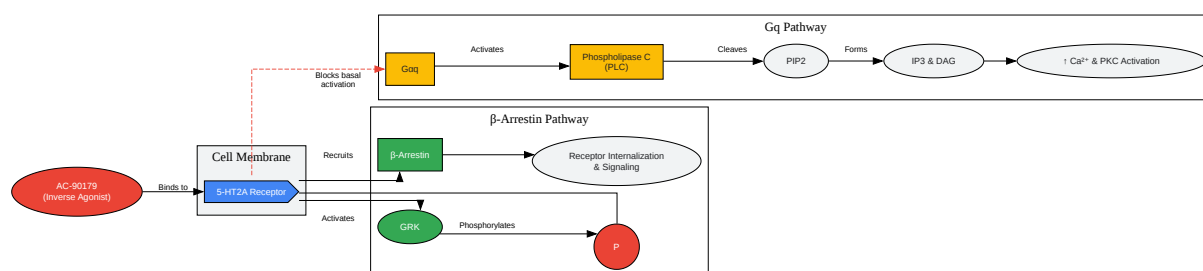 Gq Pathway
Gαq
Activates
Phospholipase C
(PLC)
Cleaves
PIP2
Forms
IP3 & DAG
↑ Ca²⁺ & PKC Activation
Blocks basal
activation
β-Arrestin Pathway
Cell Membrane
Recruits
β-Arrestin
Receptor Internalization
& Signaling
AC-90179
(Inverse Agonist)
Binds to
5-HT2A Receptor
Activates
GRK
Phosphorylates
P